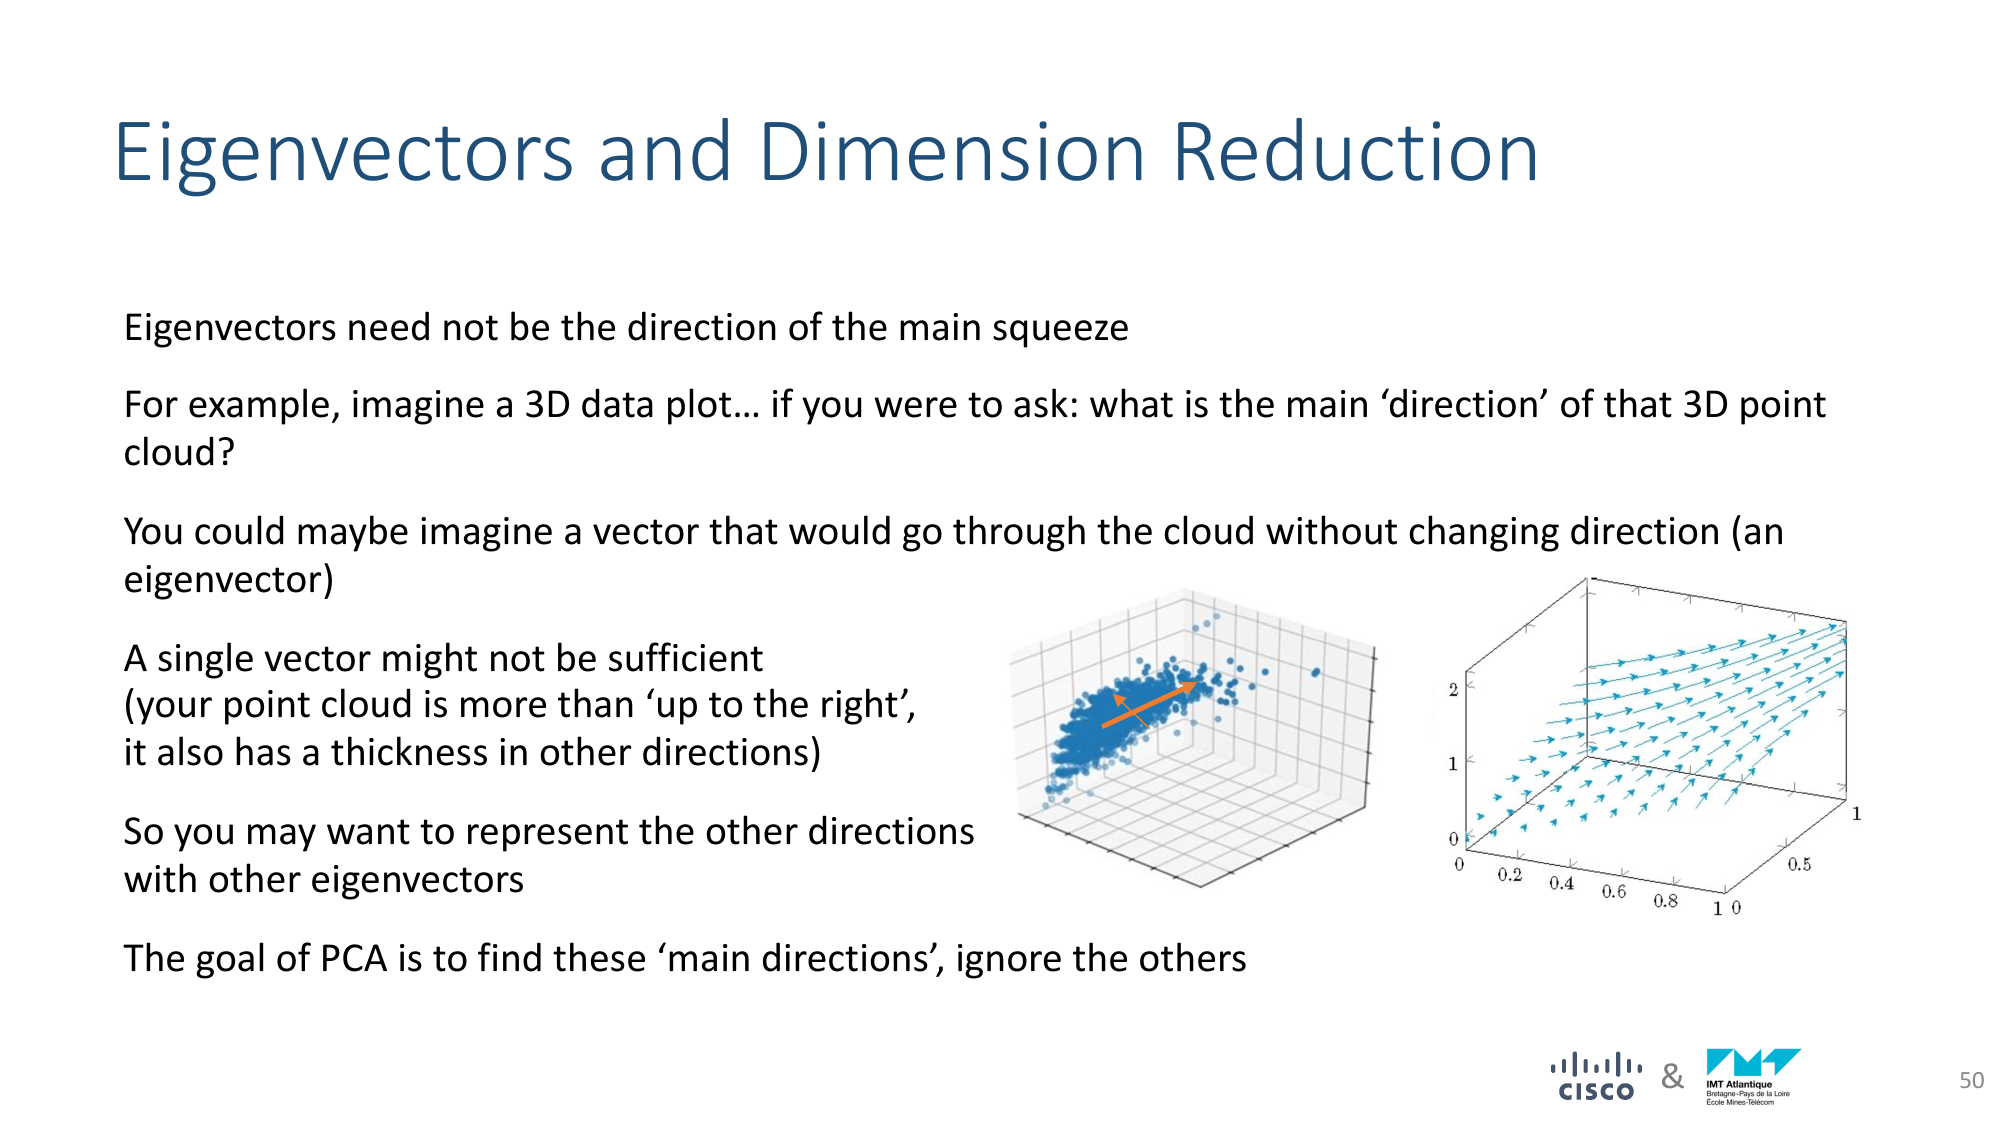 Eigenvectors and Dimension Reduction
Eigenvectors need not be the direction of the main squeeze
For example, imagine a 3D data plot… if you were to ask: what is the main ‘direction’ of that 3D point
cloud?
You could maybe imagine a vector that would go through the cloud without changing direction (an
eigenvector)
A single vector might not be sufficient
(your point cloud is more than ‘up to the right’,
it also has a thickness in other directions)
So you may want to represent the other directions
with other eigenvectors
The goal of PCA is to find these ‘main directions’, ignore the others
2
1
0
0
0.2
0.4
0.6
0.8
1
0
0.5
1
CISCO
&
IMT Atlantique
Bretagne-Pays de la Loire
École Mines-Télécom
50